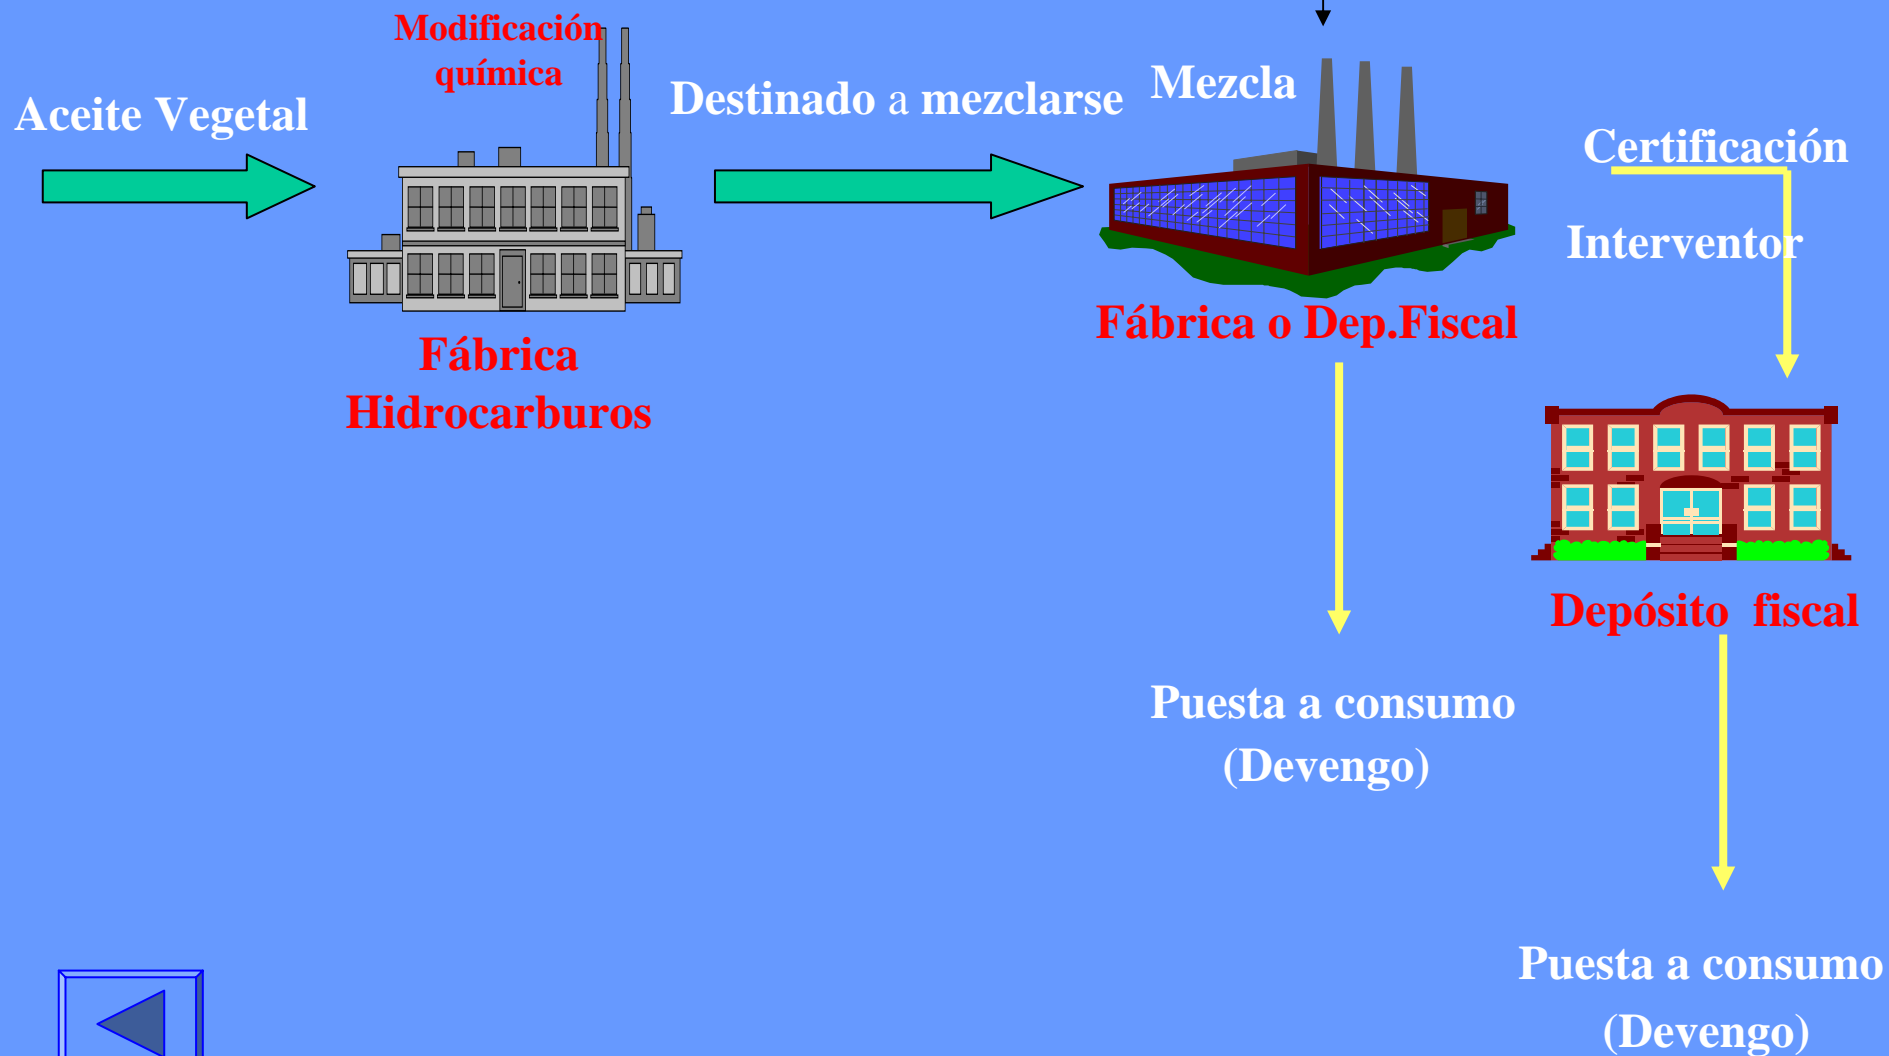 Modificación
química
Aceite Vegetal
Fábrica
Hidrocarburos
Destinado a mezclarse
Mezcla
Fábrica o Dep.Fiscal
Certificación
Interventor
Depósito fiscal
Puesta a consumo
(Devengo)
Puesta a consumo
(Devengo)